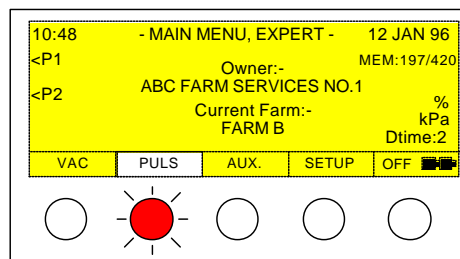 10:48 - MAIN MENU, EXPERT - 12 JAN 96
<P1 MEM:197/420
Owner:-
<P2 ABC FARM SERVICES NO.1
%
Current Farm:- kPa
FARM B Dtime:2
VAC PULS AUX. SETUP OFF